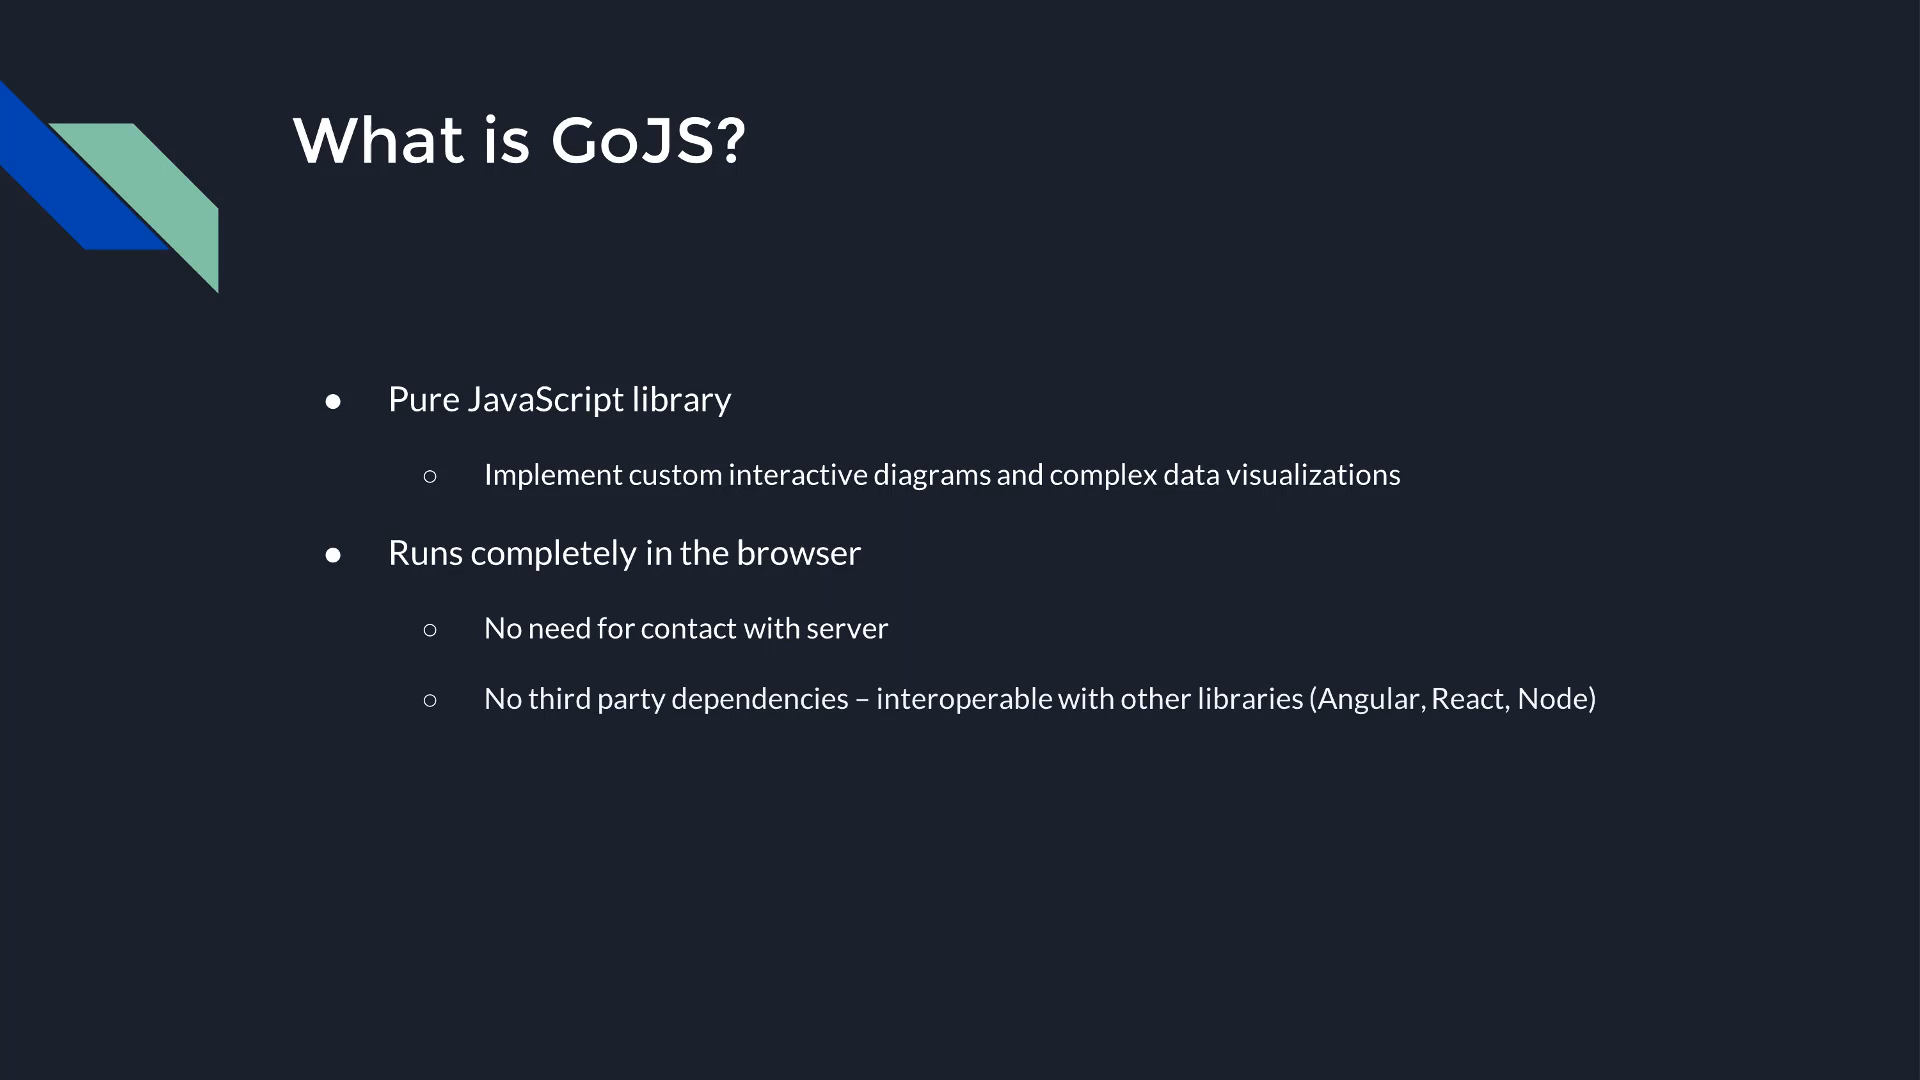 What is GoJS?
● Pure JavaScript library
○ Implement custom interactive diagrams and complex data visualizations
● Runs completely in the browser
○ No need for contact with server
○ No third party dependencies – interoperable with other libraries (Angular, React, Node)